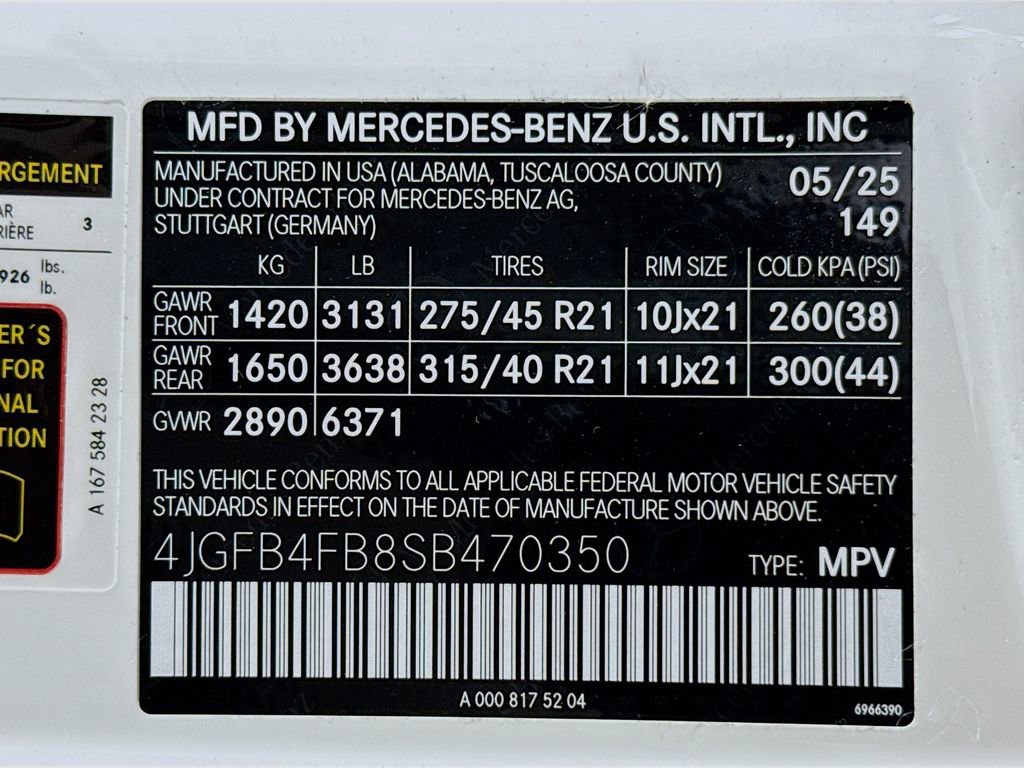 RGEMENT
AR
RIÈRE
3
926 lbs.
lb.
ER´S
FOR
NAL
TION
A 167 584 23 28
MFD BY MERCEDES-BENZ U.S. INTL., INC
MANUFACTURED IN USA (ALABAMA, TUSCALOOSA COUNTY)
UNDER CONTRACT FOR MERCEDES-BENZ AG,
STUTTGART (GERMANY)
05/25
149
KG LB TIRES RIM SIZE COLD KPA (PSI)
GAWR FRONT 1420 3131 275/45 R21 10Jx21 260(38)
GAWR REAR 1650 3638 315/40 R21 11Jx21 300(44)
GVWR 2890 6371
THIS VEHICLE CONFORMS TO ALL APPLICABLE FEDERAL MOTOR VEHICLE SAFETY
STANDARDS IN EFFECT ON THE DATE OF MANUFACTURE SHOWN ABOVE.
4JGFB4FB8SB470350 TYPE: MPV
A 000 817 52 04
6966390